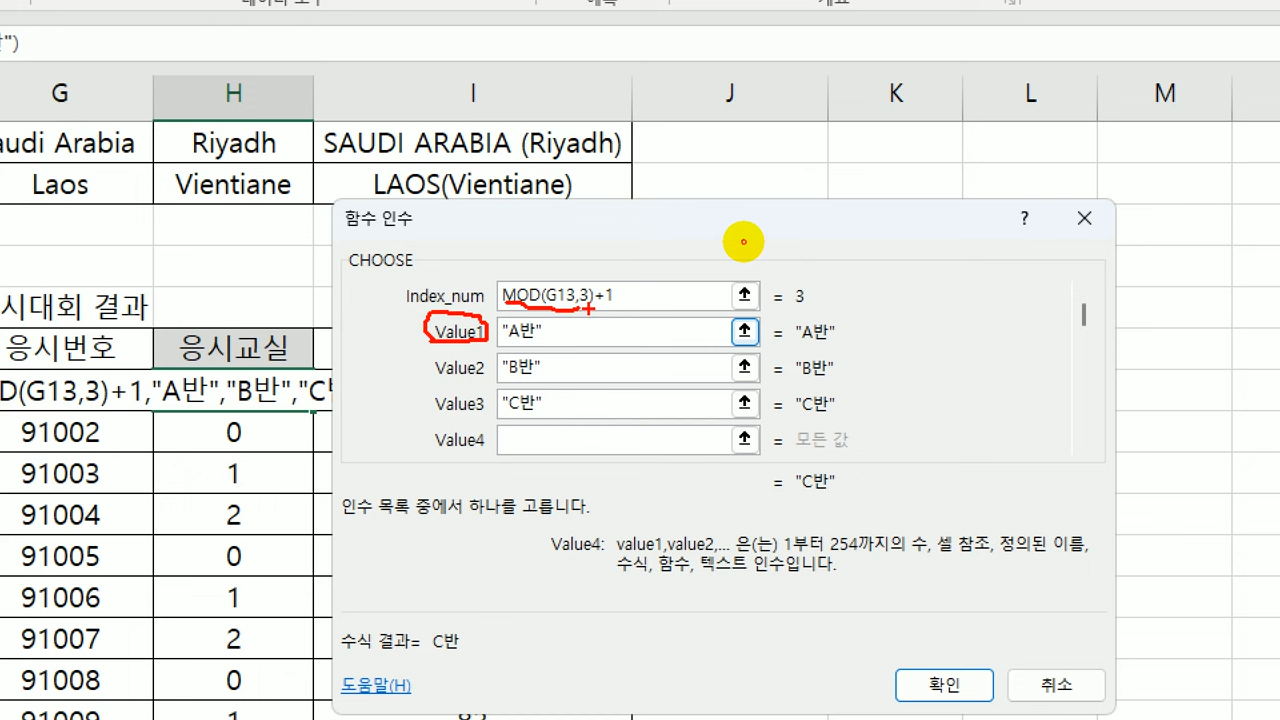 반")
G H I J K L M
audi Arabia Riyadh SAUDI ARABIA (Riyadh)
Laos Vientiane LAOS(Vientiane)
함수 인수 ?
CHOOSE
Index_num MOD(G13,3)+1 = 3
시대회 결과
Value1 "A반" = "A반"
응시번호 응시교실
Value2 "B반" = "B반"
D(G13,3)+1,"A반","B반","C반
Value3 "C반" = "C반"
91002 0
Value4 = 모든 값
91003 1
= "C반"
인수 목록 중에서 하나를 고릅니다.
91004 2
Value4: value1,value2,... 은(는) 1부터 254까지의 수, 셀 참조, 정의된 이름,
수식, 함수, 텍스트 인수입니다.
91005 0
91006 1
91007 2
수식 결과= C반
91008 0
도움말(H) 확인 취소
91009 1